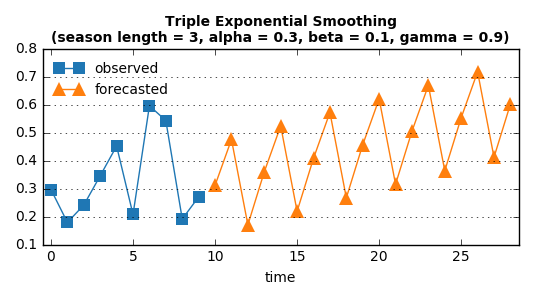 Triple Exponential Smoothing
(season length = 3, alpha = 0.3, beta = 0.1, gamma = 0.9)
0.8
observed
0.7
forecasted
0.6
0.5
0.4
0.3
0.2
0.1
0 5 10 15 20 25
time